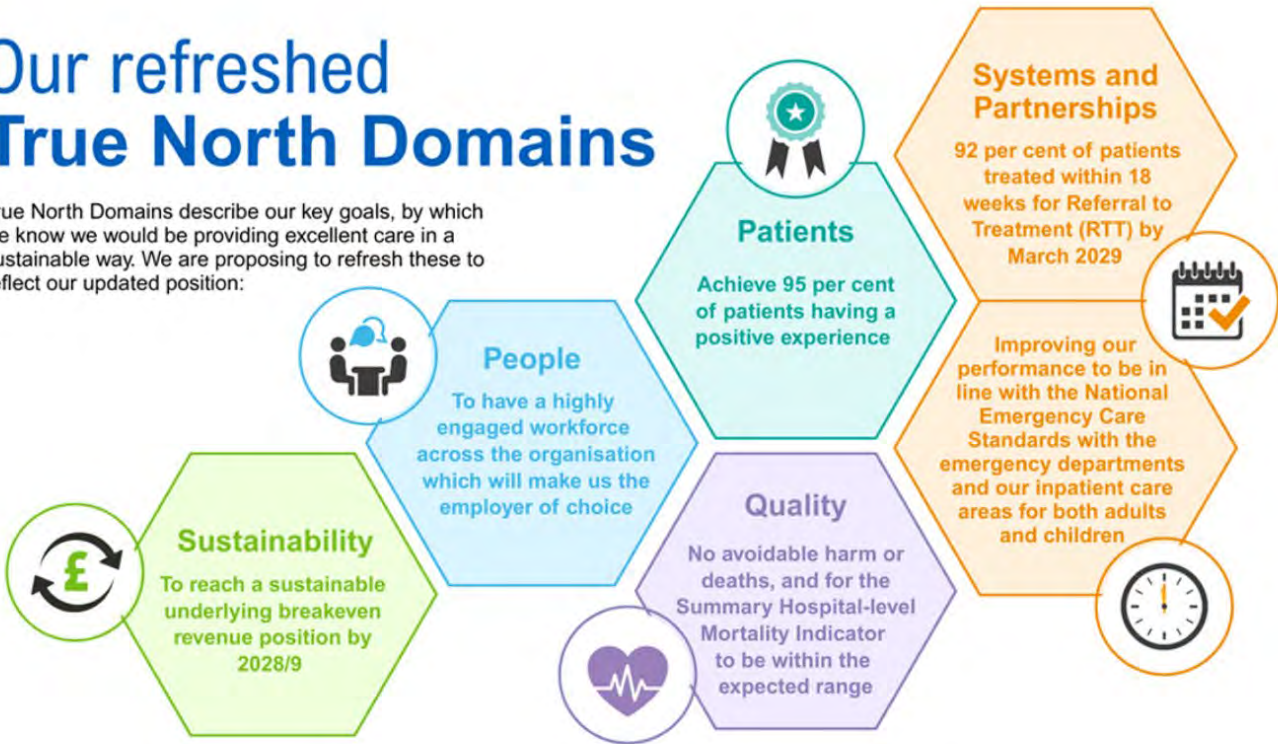 Our refreshed
True North Domains
True North Domains describe our key goals, by which
we know we would be providing excellent care in a
sustainable way. We are proposing to refresh these to
reflect our updated position:
Systems and
Partnerships
92 per cent of patients
treated within 18
weeks for Referral to
Treatment (RTT) by
March 2029
Patients
Achieve 95 per cent
of patients having a
positive experience
Improving our
performance to be in
line with the National
Emergency Care
Standards with the
emergency departments
and our inpatient care
areas for both adults
and children
People
To have a highly
engaged workforce
across the organisation
which will make us the
employer of choice
Quality
No avoidable harm or
deaths, and for the
Summary Hospital-level
Mortality Indicator
to be within the
expected range
£
Sustainability
To reach a sustainable
underlying breakeven
revenue position by
2028/9